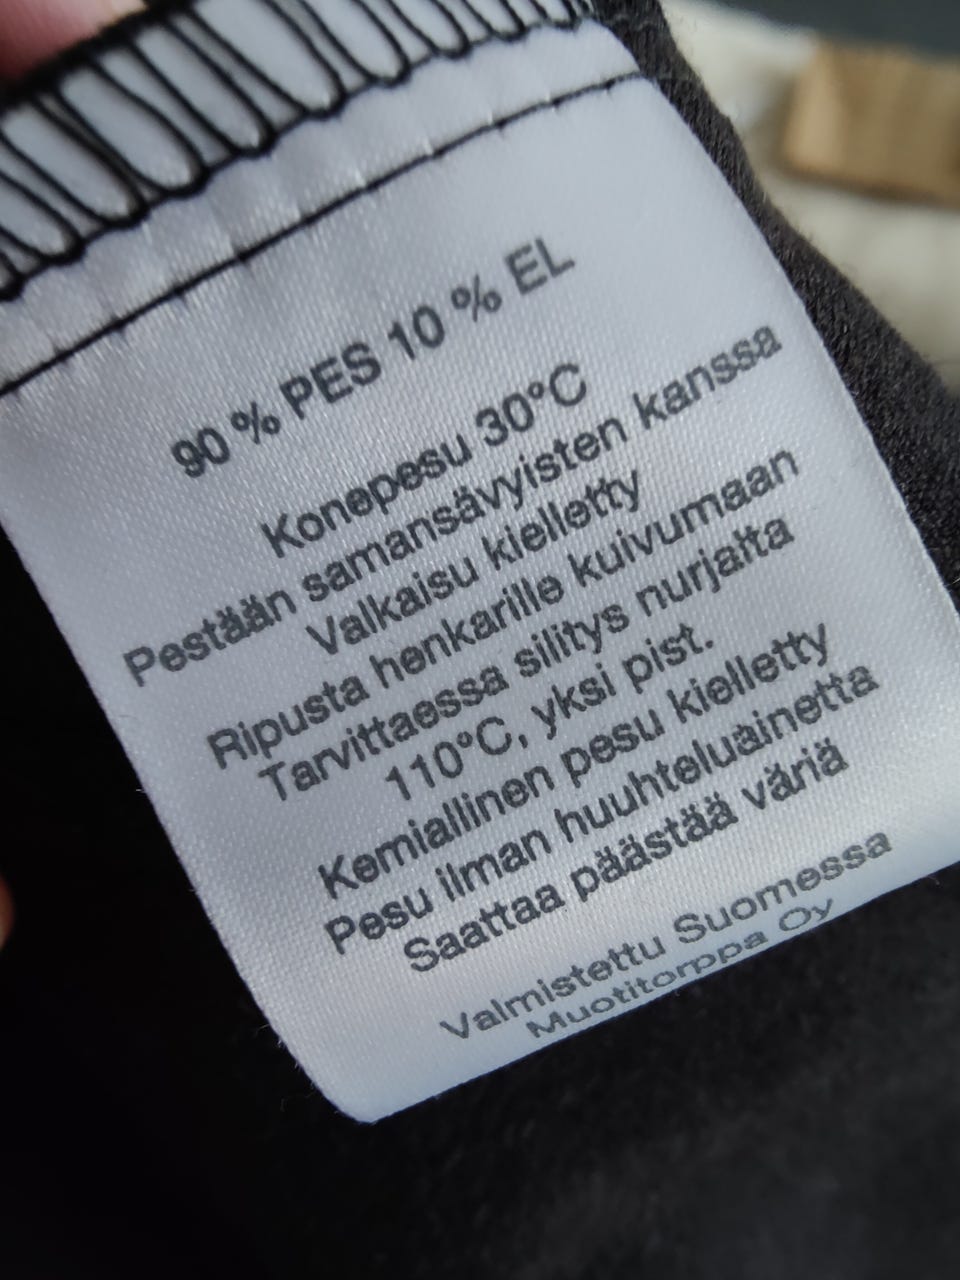 90 % PES 10 % EL
Konepesu 30°C
Pestään samansävyisten kanssa
Valkaisu kielletty
Ripusta henkarille kuivumaan
Tarvittaessa silitys nurjalta
110°C, yksi pist.
Kemiallinen pesu kielletty
Pesu ilman huuhteluainetta
Saattaa päästää väriä
Valmistettu Suomessa
Muotitorppa Oy